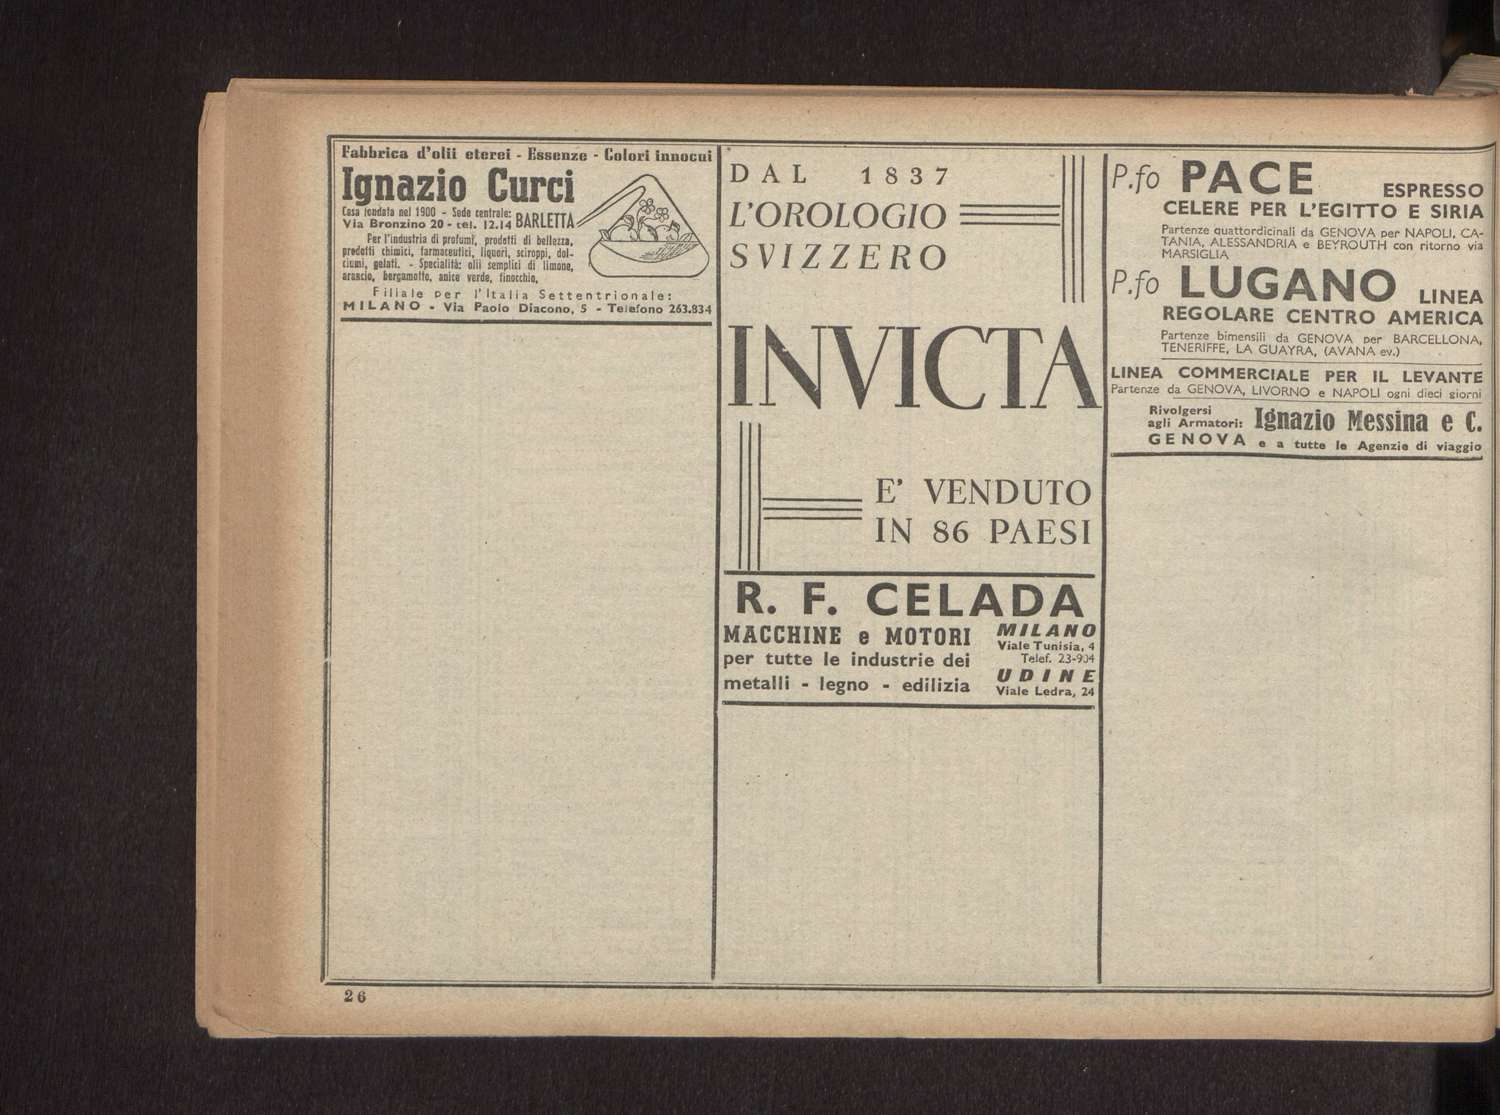 Fabbrica d'olii eterei - Essenze - Colori innocui
Ignazio Curci
Casa fondata nel 1900 - Sede centrale:
Via Bronzino 20 - tel. 12.14 BARLETTA
Per l'industria di profumi, prodotti di bellezza,
prodotti chimici, farmaceutici, liquori, sciroppi, dol-
ciumi, gelati. - Specialità: olii semplici di limone,
arancio, bergamotto, anice verde, finocchio,
Filiale per l'Italia Settentrionale:
MILANO - Via Paolo Diacono, 5 - Telefono 263.834
DAL 1837
L'OROLOGIO
SVIZZERO
INVICTA
E' VENDUTO
IN 86 PAESI
R. F. CELADA
MACCHINE e MOTORI
per tutte le industrie dei
metalli - legno - edilizia
MILANO
Viale Tunisia, 4
Telef. 23-904
UDINE
Viale Ledra, 24
P.fo PACE ESPRESSO
CELERE PER L'EGITTO E SIRIA
Partenze quattordicinali da GENOVA per NAPOLI, CA-
TANIA, ALESSANDRIA e BEYROUTH con ritorno via
MARSIGLIA
P.fo LUGANO LINEA
REGOLARE CENTRO AMERICA
Partenze bimensili da GENOVA per BARCELLONA,
TENERIFFE, LA GUAYRA, (AVANA ev.)
LINEA COMMERCIALE PER IL LEVANTE
Partenze da GENOVA, LIVORNO e NAPOLI ogni dieci giorni
Rivolgersi
agli Armatori: Ignazio Messina e C.
GENOVA e a tutte le Agenzie di viaggio
26